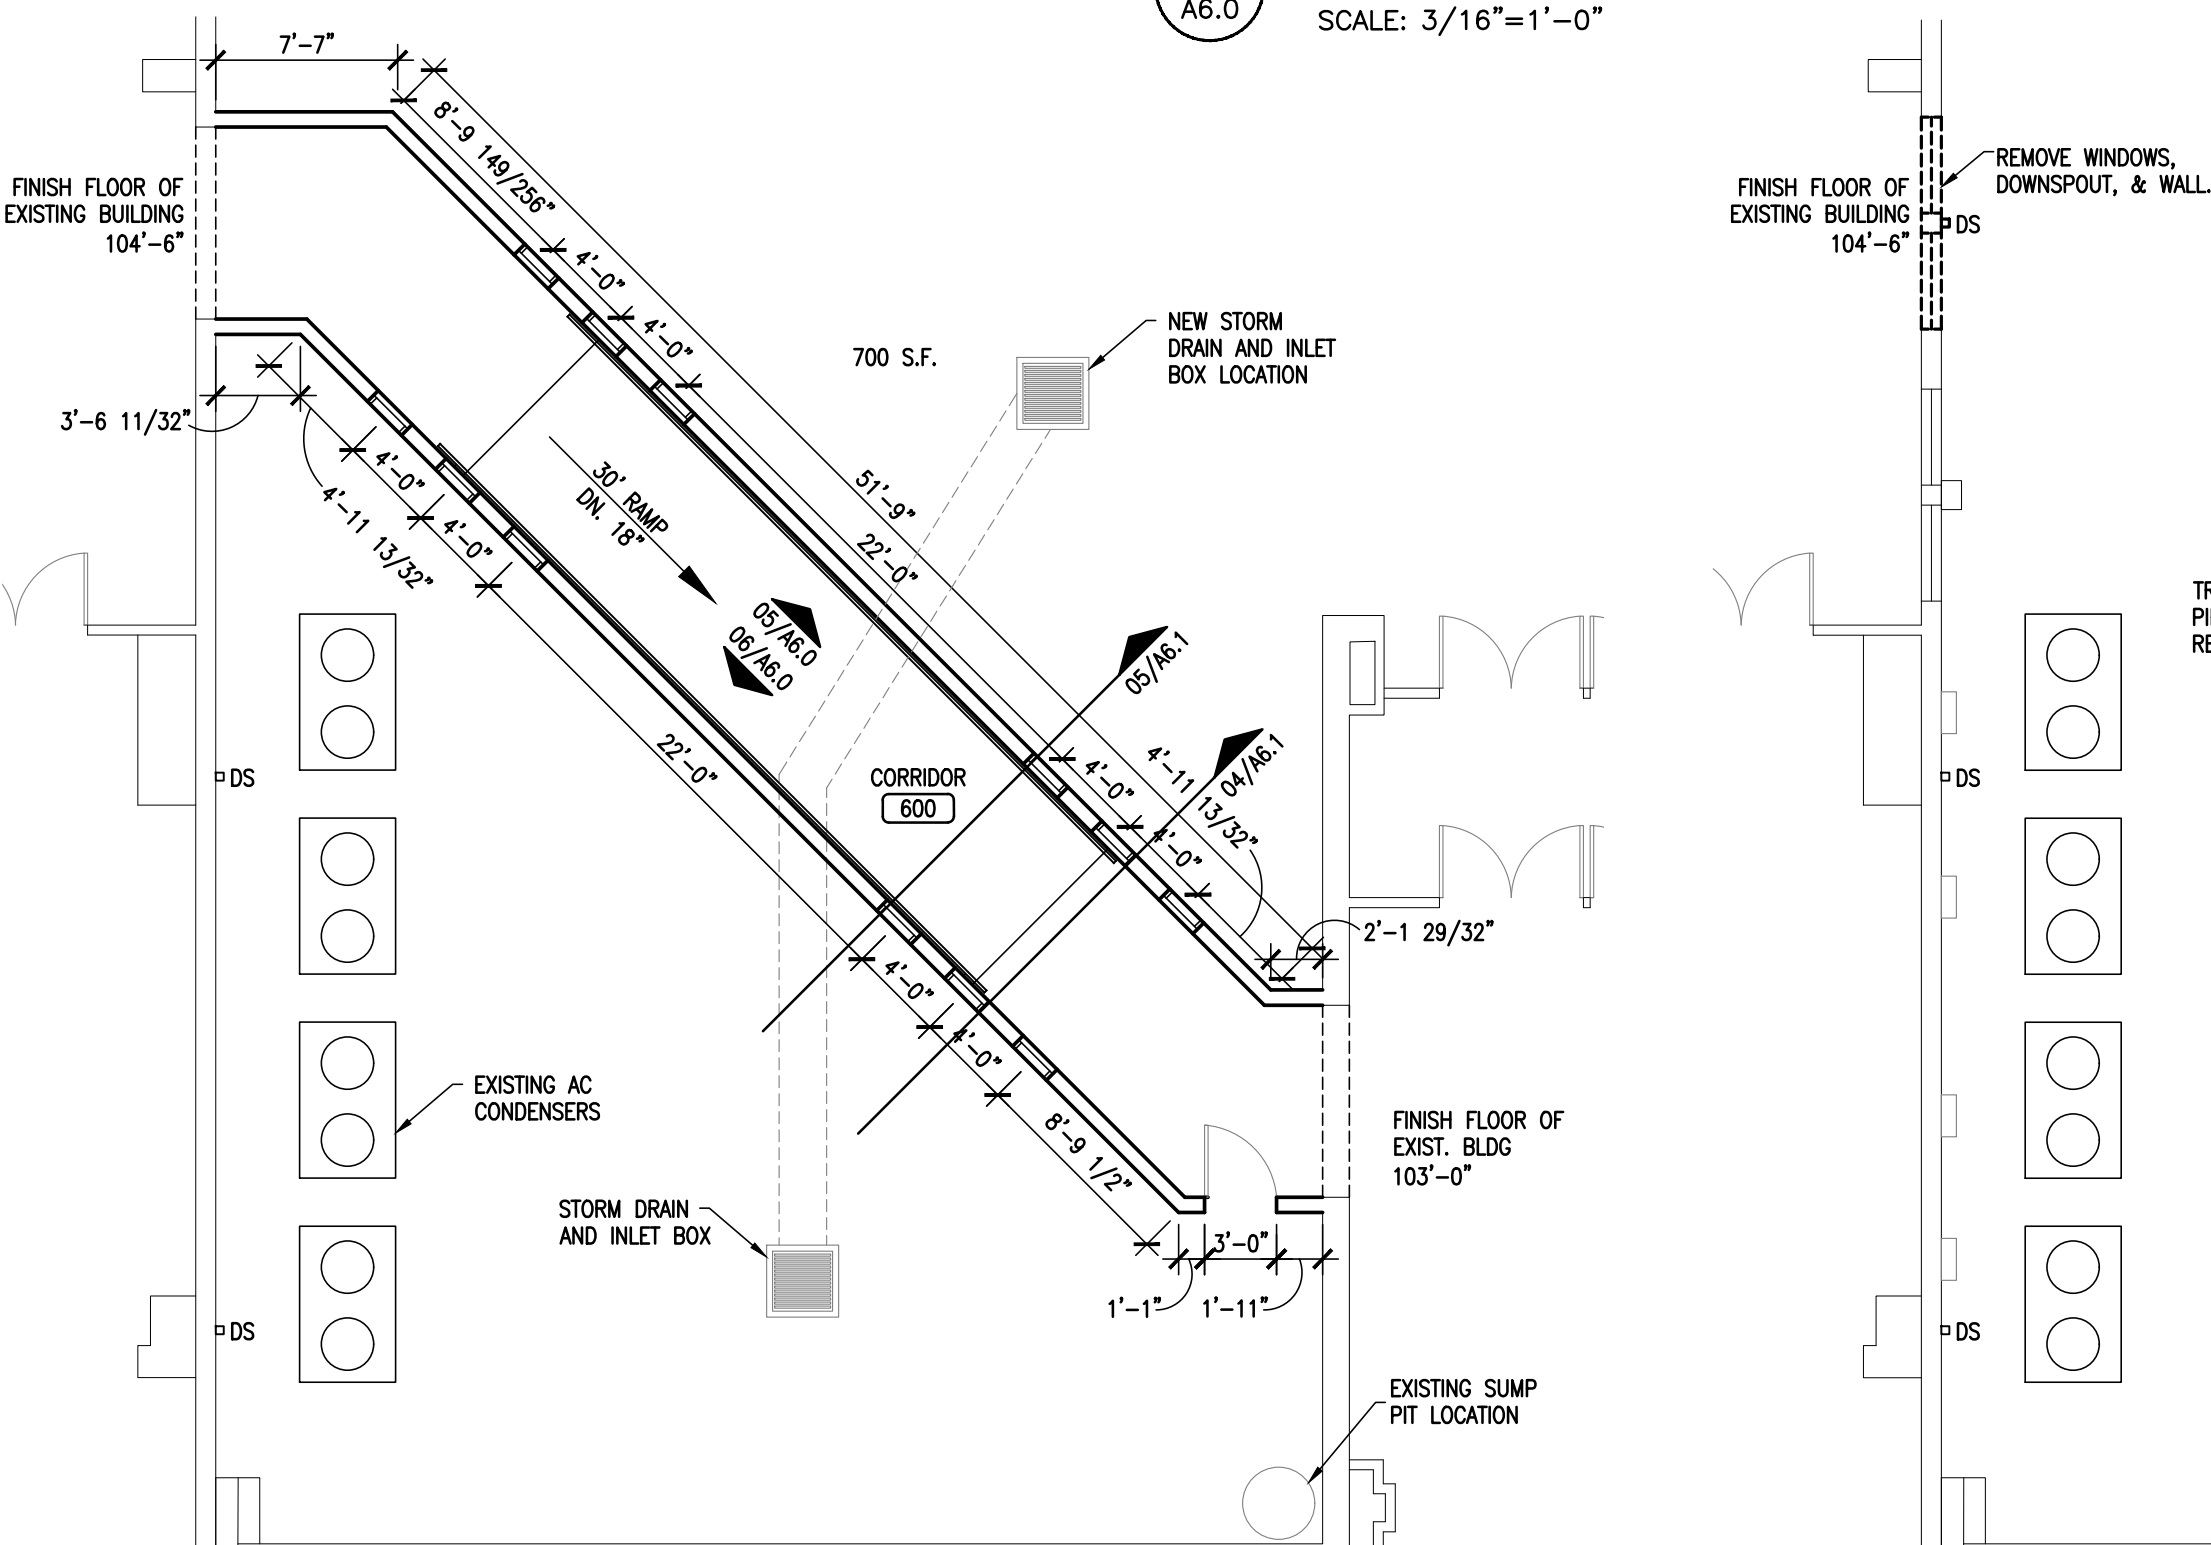 A6.0
SCALE: 3/16"=1'-0"
7'-7"
8'-9 149/256"
4'-0"
4'-0"
51'-9"
22'-0"
4'-0"
4'-0"
4'-11 13/32"
2'-1 29/32"
FINISH FLOOR OF
EXISTING BUILDING
104'-6"
3'-6 11/32"
4'-11 13/32"
4'-0"
4'-0"
22'-0"
4'-0"
4'-0"
8'-9 1/2"
30' RAMP
DN. 18"
700 S.F.
NEW STORM
DRAIN AND INLET
BOX LOCATION
05/A6.0
06/A6.0
05/A6.1
04/A6.1
CORRIDOR
600
DS
EXISTING AC
CONDENSERS
STORM DRAIN
AND INLET BOX
FINISH FLOOR OF
EXIST. BLDG
103'-0"
3'-0"
1'-1"
1'-11"
DS
EXISTING SUMP
PIT LOCATION
REMOVE WINDOWS,
DOWNSPOUT, & WALL.
FINISH FLOOR OF
EXISTING BUILDING
104'-6"
DS
DS
DS